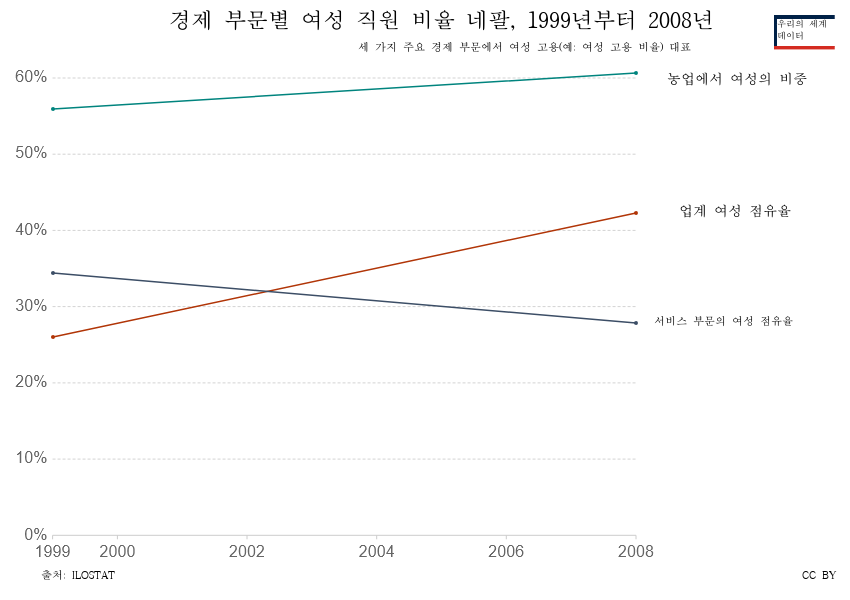 경제 부문별 여성 직원 비율 네팔, 1999년부터 2008년
우리의 세계
데이터
세 가지 주요 경제 부문에서 여성 고용(예: 여성 고용 비율) 대표
60%
농업에서 여성의 비중
50%
업계 여성 점유율
40%
30%
서비스 부문의 여성 점유율
20%
10%
0%
1999 2000 2002 2004 2006 2008
출처: ILOSTAT
CC BY